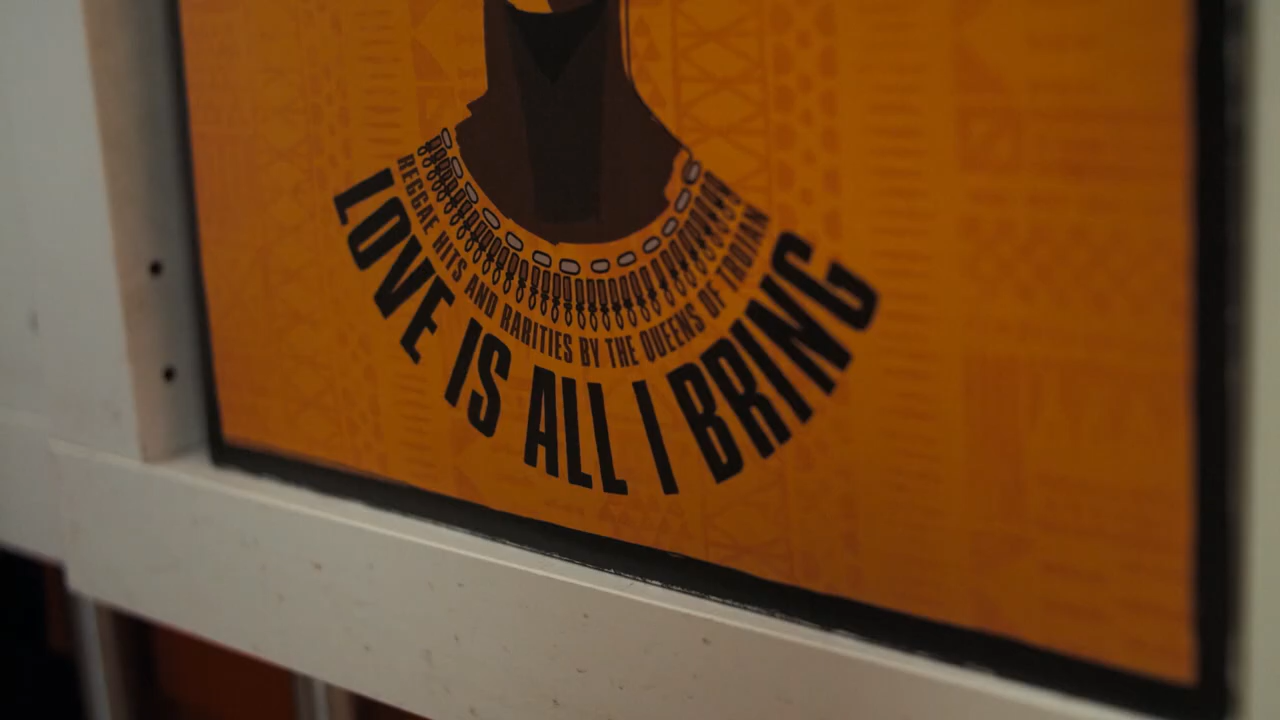 REGGAE HITS AND RARITIES BY THE QUEENS OF TROJAN
LOVE IS ALL I BRING